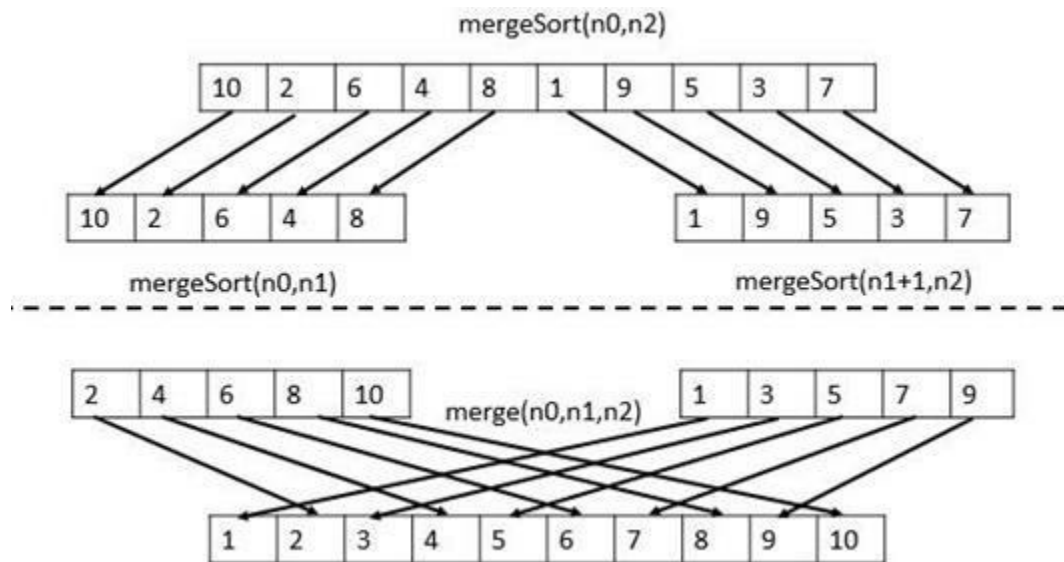 mergeSort(n0,n2)
10 2 6 4 8 1 9 5 3 7
10 2 6 4 8 1 9 5 3 7
mergeSort(n0,n1) mergeSort(n1+1,n2)
2 4 6 8 10 1 3 5 7 9
merge(n0,n1,n2)
1 2 3 4 5 6 7 8 9 10